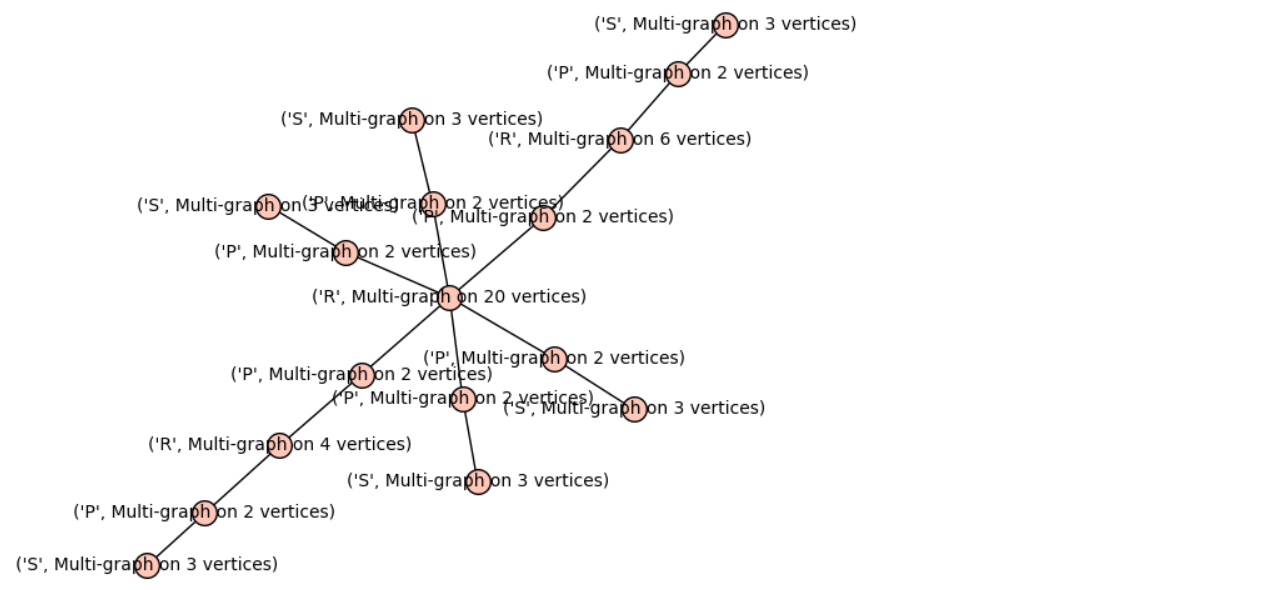 ('S', Multi-graph on 3 vertices)
('P', Multi-graph on 2 vertices)
('S', Multi-graph on 3 vertices)
('R', Multi-graph on 6 vertices)
('S', Multi-graph on 3 vertices)
('P', Multi-graph on 2 vertices)
('P', Multi-graph on 2 vertices)
('P', Multi-graph on 2 vertices)
('R', Multi-graph on 20 vertices)
('P', Multi-graph on 2 vertices)
('P', Multi-graph on 2 vertices)
('P', Multi-graph on 2 vertices)
('S', Multi-graph on 3 vertices)
('R', Multi-graph on 4 vertices)
('S', Multi-graph on 3 vertices)
('P', Multi-graph on 2 vertices)
('S', Multi-graph on 3 vertices)